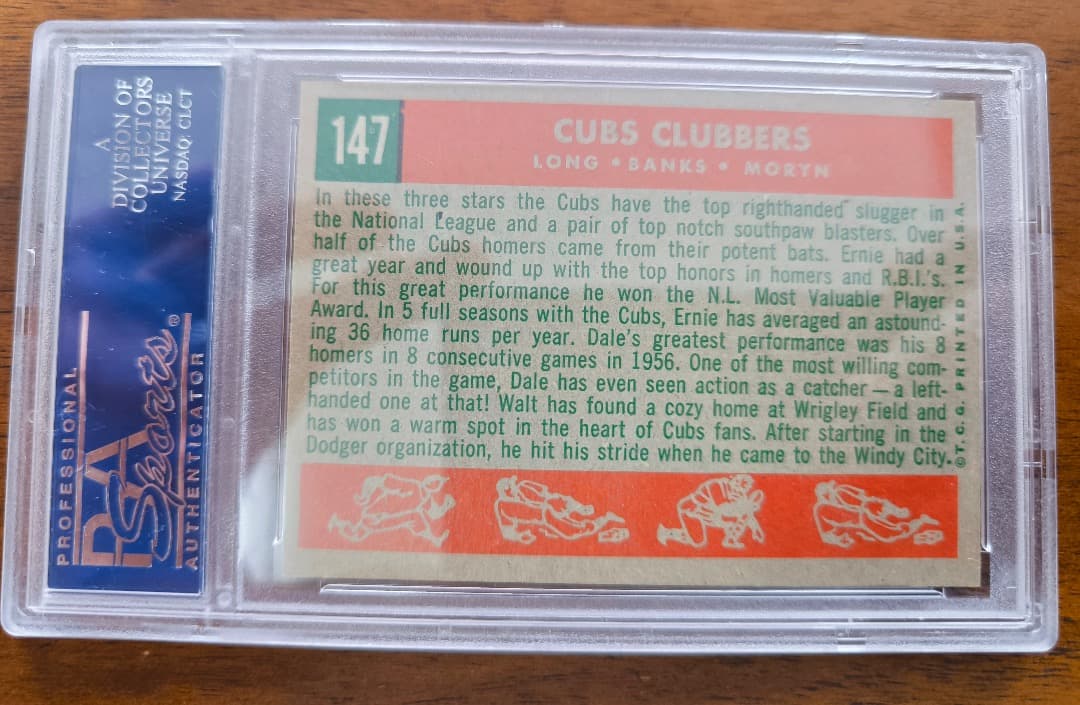 A
DIVISION OF
COLLECTORS
UNIVERSE
NASDAQ: CLCT
PROFESSIONAL
PSA
Sports®
AUTHENTICATOR
147
CUBS CLUBBERS
LONG • BANKS • MORYN
In these three stars the Cubs have the top righthanded slugger in
the National League and a pair of top notch southpaw blasters. Over
half of the Cubs homers came from their potent bats. Ernie had a
great year and wound up with the top honors in homers and R.B.I.'s.
For this great performance he won the N.L. Most Valuable Player
Award. In 5 full seasons with the Cubs, Ernie has averaged an astound-
ing 36 home runs per year. Dale's greatest performance was his 8
homers in 8 consecutive games in 1956. One of the most willing com-
petitors in the game, Dale has even seen action as a catcher — a left-
handed one at that! Walt has found a cozy home at Wrigley Field and
has won a warm spot in the heart of Cubs fans. After starting in the
Dodger organization, he hit his stride when he came to the Windy City.
©T. C. G. PRINTED IN U.S.A.